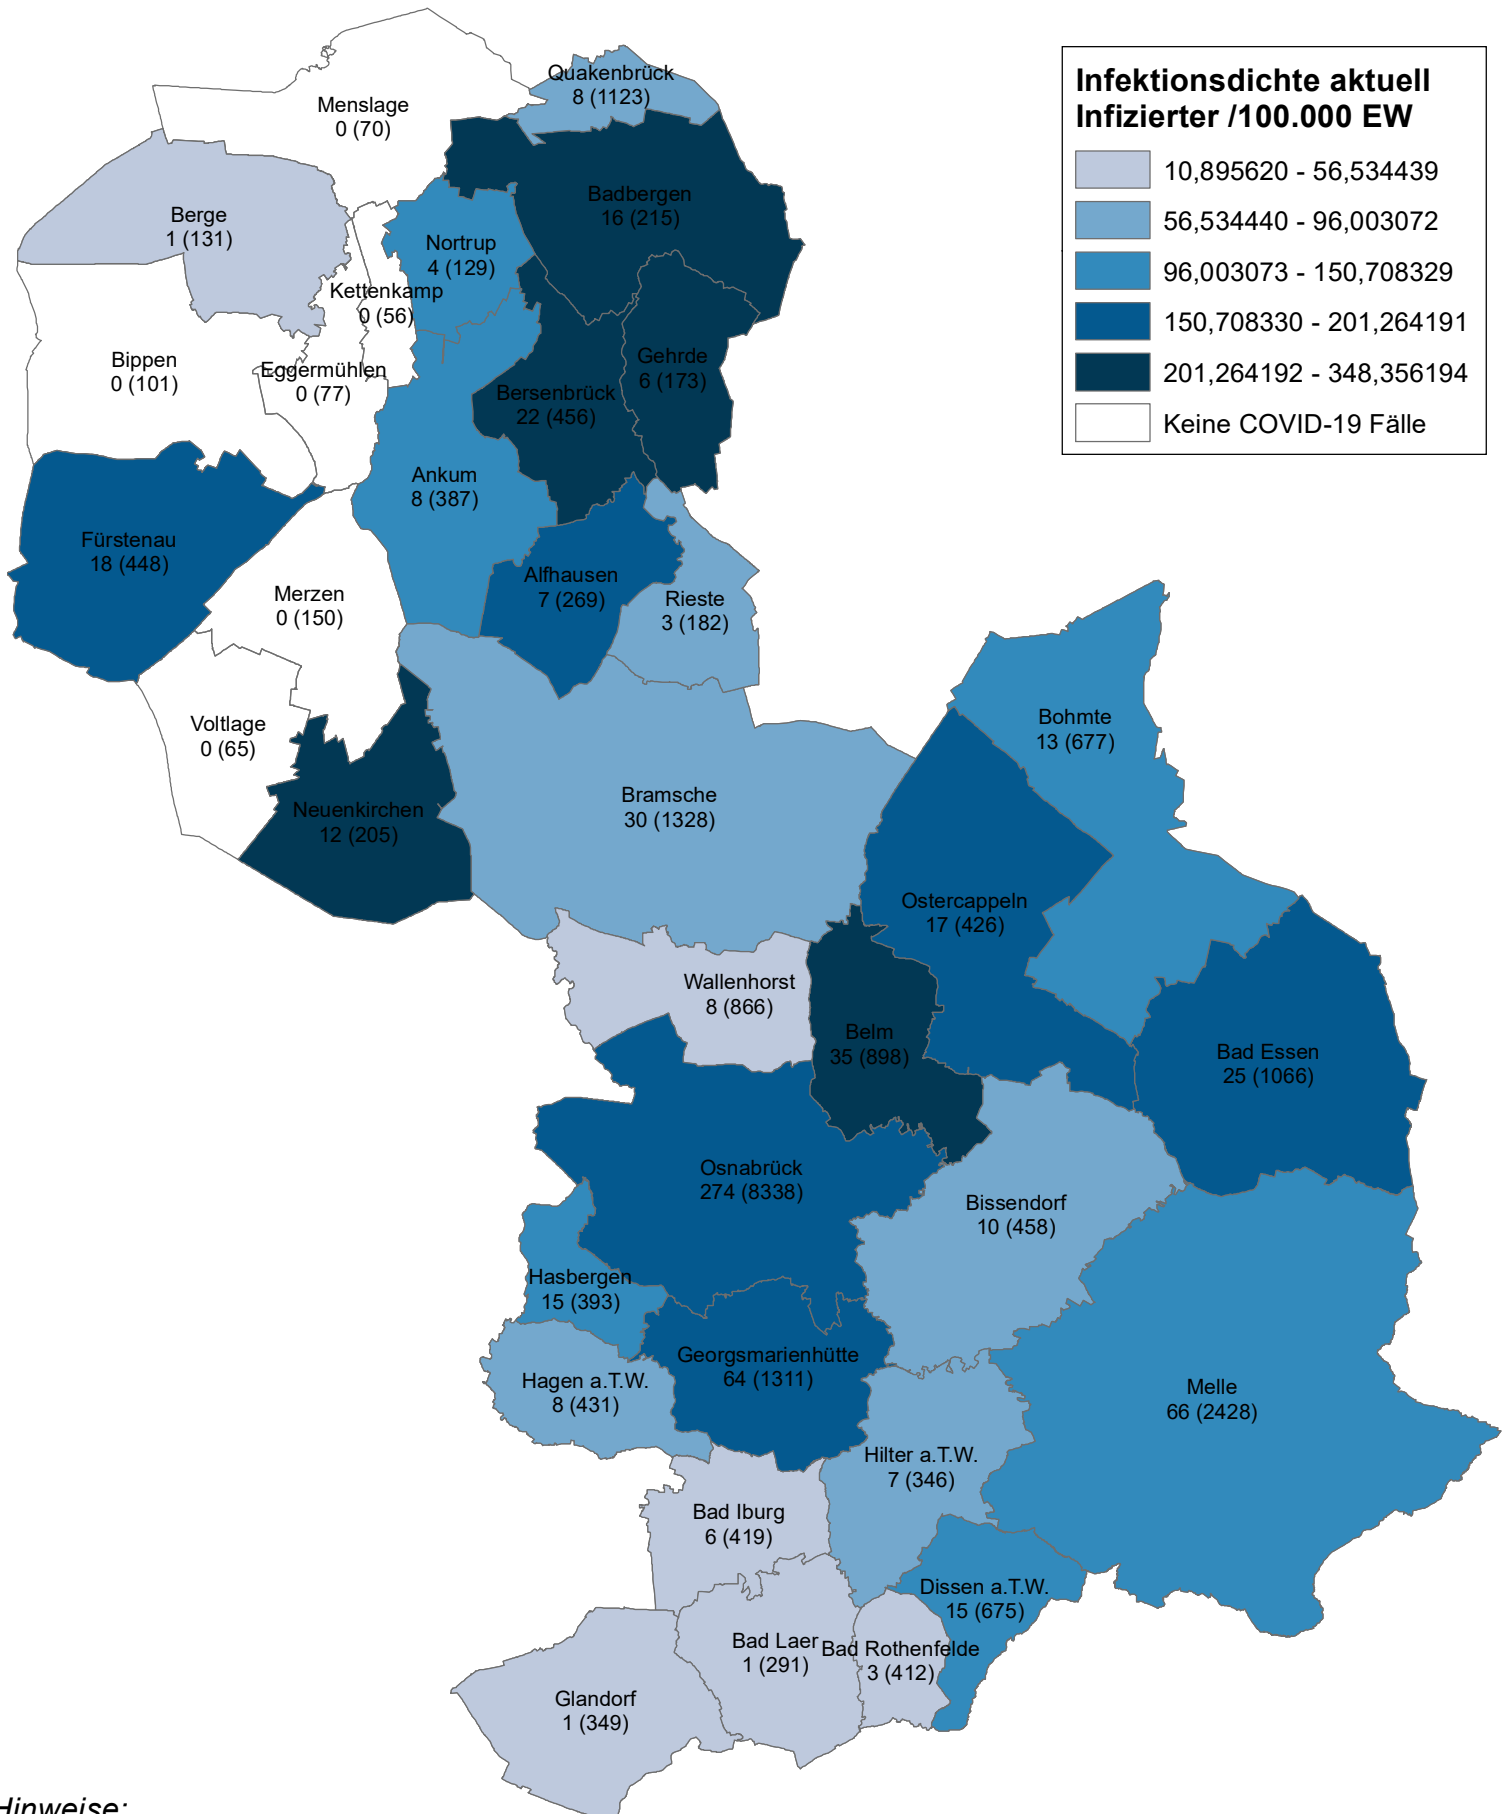 Infektionsdichte aktuell
Infizierter /100.000 EW
10,895620 - 56,534439
56,534440 - 96,003072
96,003073 - 150,708329
150,708330 - 201,264191
201,264192 - 348,356194
Keine COVID-19 Fälle
Quakenbrück
8 (1123)
Menslage
0 (70)
Badbergen
16 (215)
Berge
1 (131)
Nortrup
4 (129)
Kettenkamp
0 (56)
Gehrde
6 (173)
Bippen
0 (101)
Eggermühlen
0 (77)
Bersenbrück
22 (456)
Ankum
8 (387)
Fürstenau
18 (448)
Alfhausen
7 (269)
Merzen
0 (150)
Rieste
3 (182)
Voltlage
0 (65)
Bohmte
13 (677)
Neuenkirchen
12 (205)
Bramsche
30 (1328)
Ostercappeln
17 (426)
Wallenhorst
8 (866)
Belm
35 (898)
Bad Essen
25 (1066)
Osnabrück
274 (8338)
Bissendorf
10 (458)
Hasbergen
15 (393)
Georgsmarienhütte
64 (1311)
Hagen a.T.W.
8 (431)
Melle
66 (2428)
Hilter a.T.W.
7 (346)
Bad Iburg
6 (419)
Dissen a.T.W.
15 (675)
Bad Laer
1 (291)
Bad Rothenfelde
3 (412)
Glandorf
1 (349)
Hinweise: